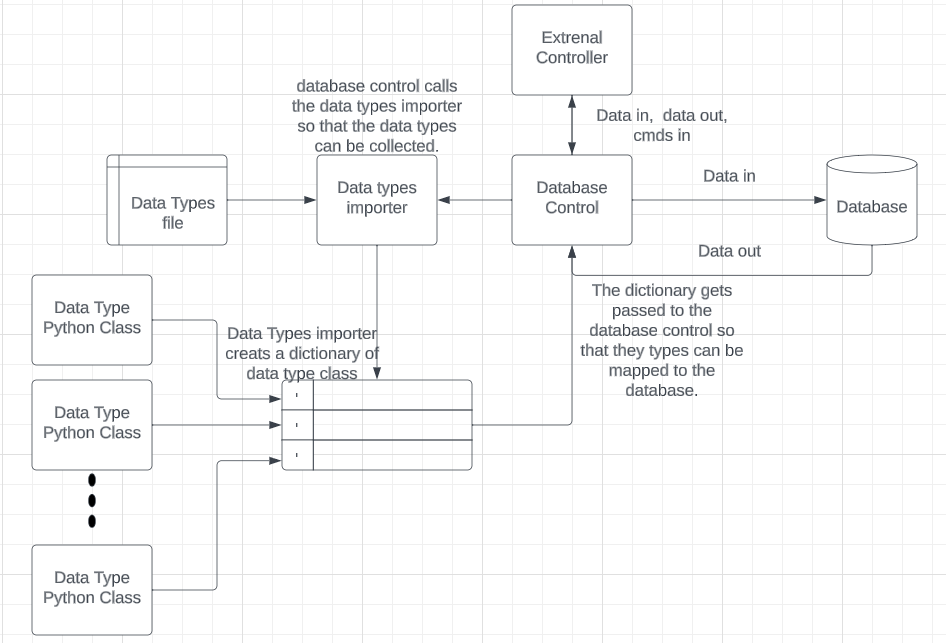 Extrenal
Controller
database control calls
the data types importer
so that the data types
can be collected.
Data in,  data out,
cmds in
Data Types
file
Data types
importer
Database
Control
Data in
Database
Data out
Data Type
Python Class
The dictionary gets
passed to the
database control so
that they types can be
mapped to the
database.
Data Types importer
creats a dictionary of
data type class
Data Type
Python Class
'
'
'
Data Type
Python Class